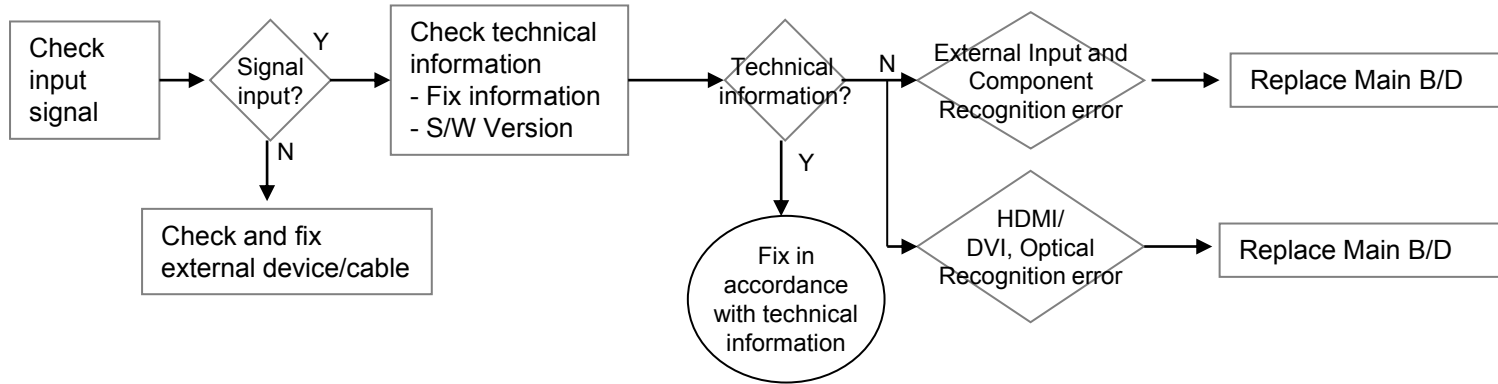 Check
input
signal
Signal
input?
Y
N
Check and fix
external device/cable
Check technical
information
- Fix information
- S/W Version
Technical
information?
N
Y
Fix in
accordance
with technical
information
External Input and
Component
Recognition error
Replace Main B/D
HDMI/
DVI, Optical
Recognition error
Replace Main B/D